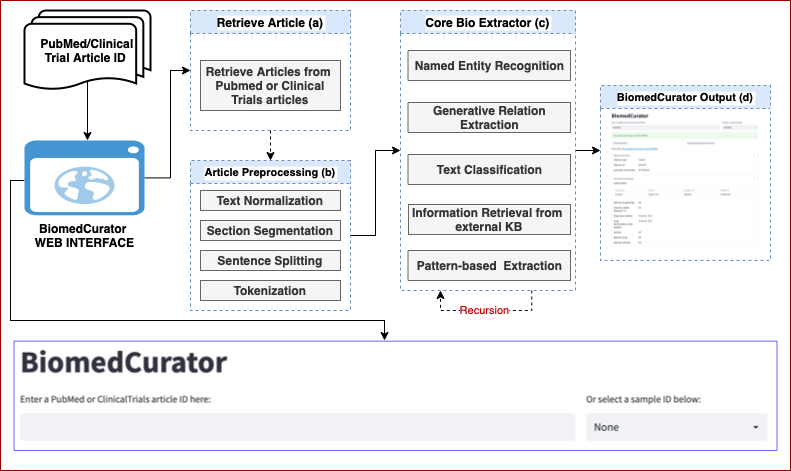 PubMed/Clinical
Trial Article ID
BiomedCurator
WEB INTERFACE
Retrieve Article (a)
Retrieve Articles from
Pubmed or Clinical
Trials articles
Article Preprocessing (b)
Text Normalization
Section Segmentation
Sentence Splitting
Tokenization
Core Bio Extractor (c)
Named Entity Recognition
Generative Relation
Extraction
Text Classification
Information Retrieval from
external KB
Pattern-based Extraction
Recursion
BiomedCurator Output (d)
BiomedCurator
BiomedCurator
Enter a PubMed or ClinicalTrials article ID here:
Or select a sample ID below:
None